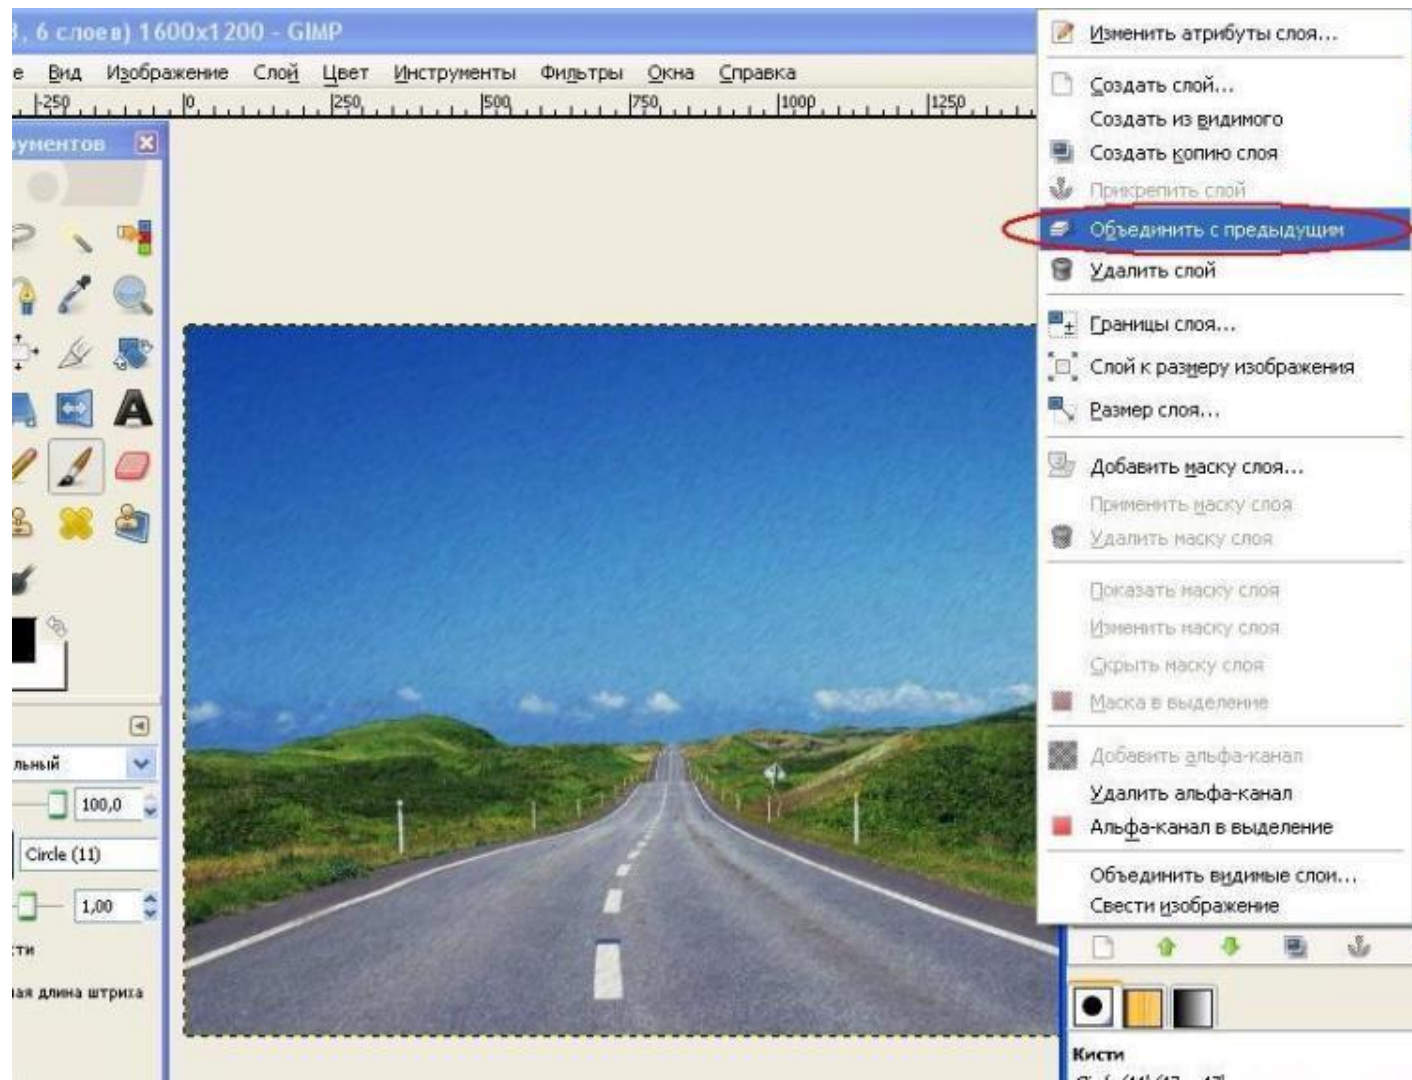 3, 6 слоев) 1600x1200 - GIMP
е Вид Изображение Слой Цвет Инструменты Фильтры Окна Справка
-250 0 250 500 750 1000 1250
рументов
льный
100,0
Circle (11)
1,00
сти
ая длина штриха
Изменить атрибуты слоя...
Создать слой...
Создать из видимого
Создать копию слоя
Прикрепить слой
Объединить с предыдущим
Удалить слой
Границы слоя...
Слой к размеру изображения
Размер слоя...
Добавить маску слоя...
Применить маску слоя
Удалить маску слоя
Показать маску слоя
Изменить маску слоя
Скрыть маску слоя
Маска в выделение
Добавить альфа-канал
Удалить альфа-канал
Альфа-канал в выделение
Объединить видимые слои...
Свести изображение
Кисти